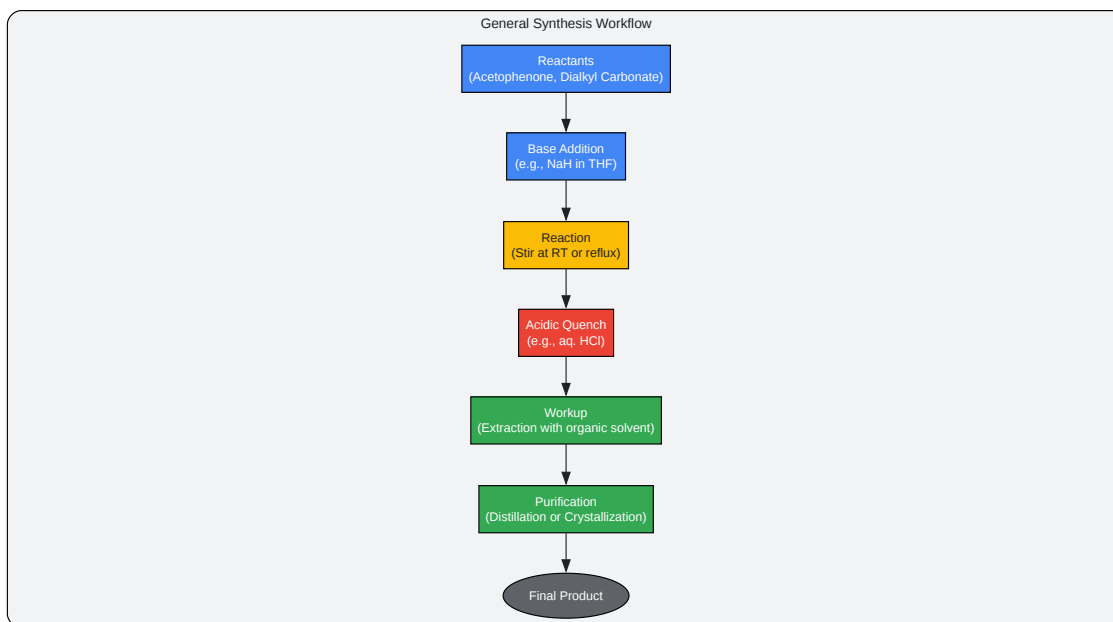 General Synthesis Workflow
Reactants
(Acetophenone, Dialkyl Carbonate)
Base Addition
(e.g., NaH in THF)
Reaction
(Stir at RT or reflux)
Acidic Quench
(e.g., aq. HCl)
Workup
(Extraction with organic solvent)
Purification
(Distillation or Crystallization)
Final Product